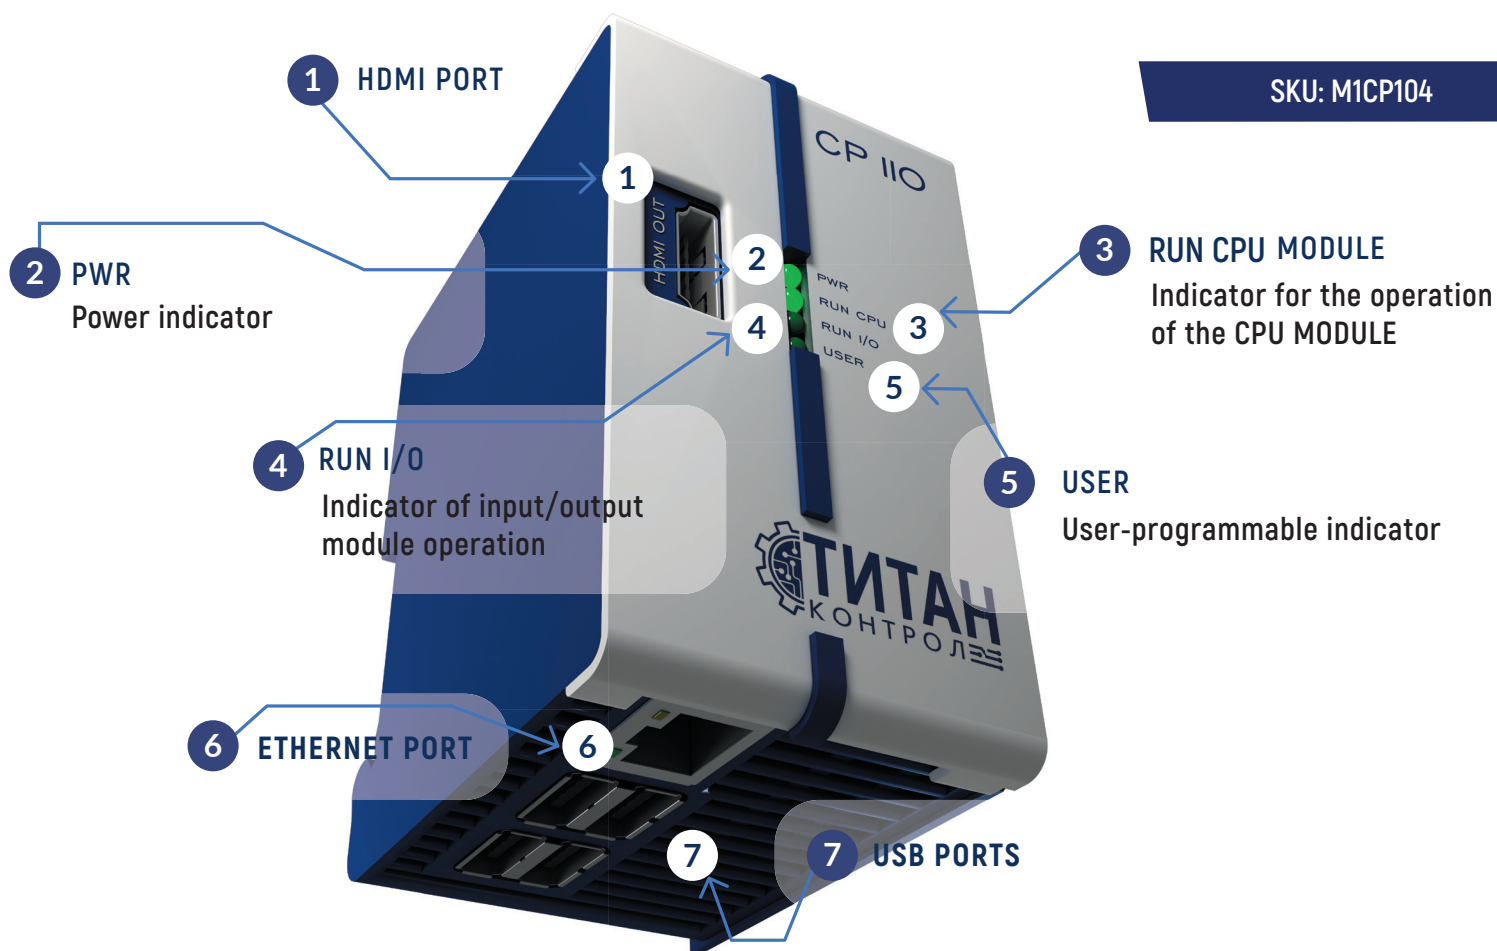 1 HDMI PORT
SKU: M1CP104
CP 110
1
HDMI OUT
2 PWR
Power indicator
2
PWR
RUN CPU
RUN I/O
USER
3
4
5
3 RUN CPU MODULE
Indicator for the operation
of the CPU MODULE
4 RUN I/O
Indicator of input/output
module operation
5 USER
User-programmable indicator
ТИТАН
КОНТРОЛ
6 ETHERNET PORT
6
7
7 USB PORTS